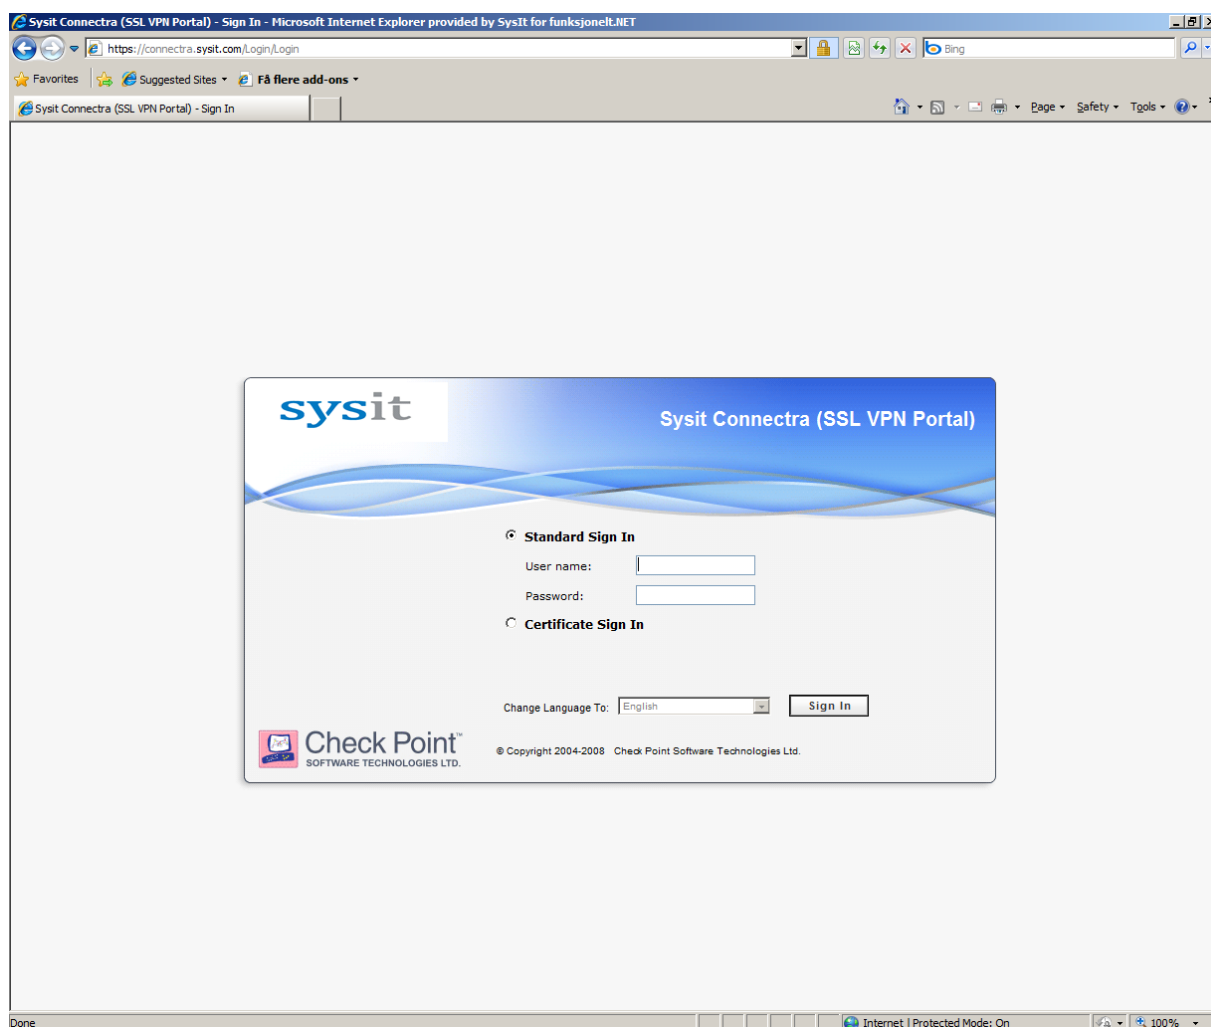 Sysit Connectra (SSL VPN Portal) - Sign In - Microsoft Internet Explorer provided by SysIt for funksjonelt.NET
https://connectra.sysit.com/Login/Login
Bing
Favorites
Suggested Sites
Få flere add-ons
Sysit Connectra (SSL VPN Portal) - Sign In
Page
Safety
Tools
sysit
Sysit Connectra (SSL VPN Portal)
Standard Sign In
User name:
Password:
Certificate Sign In
Change Language To: English Sign In
Check Point™
SOFTWARE TECHNOLOGIES LTD.
© Copyright 2004-2008 Check Point Software Technologies Ltd.
Done
Internet | Protected Mode: On
100%